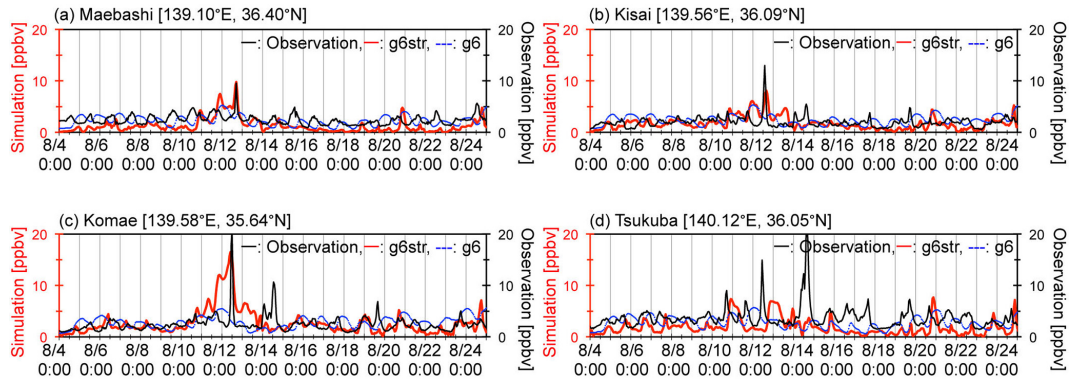 (a) Maebashi [139.10°E, 36.40°N]
20
10
0
Simulation [ppbv]
—: Observation, —: g6str, ---: g6
20
10
0
Observation [ppbv]
8/4 8/6 8/8 8/10 8/12 8/14 8/16 8/18 8/20 8/22 8/24
0:00 0:00 0:00 0:00 0:00 0:00 0:00 0:00 0:00 0:00 0:00
(b) Kisai [139.56°E, 36.09°N]
20
10
0
Simulation [ppbv]
—: Observation, —: g6str, ---: g6
20
10
0
Observation [ppbv]
8/4 8/6 8/8 8/10 8/12 8/14 8/16 8/18 8/20 8/22 8/24
0:00 0:00 0:00 0:00 0:00 0:00 0:00 0:00 0:00 0:00 0:00
(c) Komae [139.58°E, 35.64°N]
20
10
0
Simulation [ppbv]
—: Observation, —: g6str, ---: g6
20
10
0
Observation [ppbv]
8/4 8/6 8/8 8/10 8/12 8/14 8/16 8/18 8/20 8/22 8/24
0:00 0:00 0:00 0:00 0:00 0:00 0:00 0:00 0:00 0:00 0:00
(d) Tsukuba [140.12°E, 36.05°N]
20
10
0
Simulation [ppbv]
—: Observation, —: g6str, ---: g6
20
10
0
Observation [ppbv]
8/4 8/6 8/8 8/10 8/12 8/14 8/16 8/18 8/20 8/22 8/24
0:00 0:00 0:00 0:00 0:00 0:00 0:00 0:00 0:00 0:00 0:00